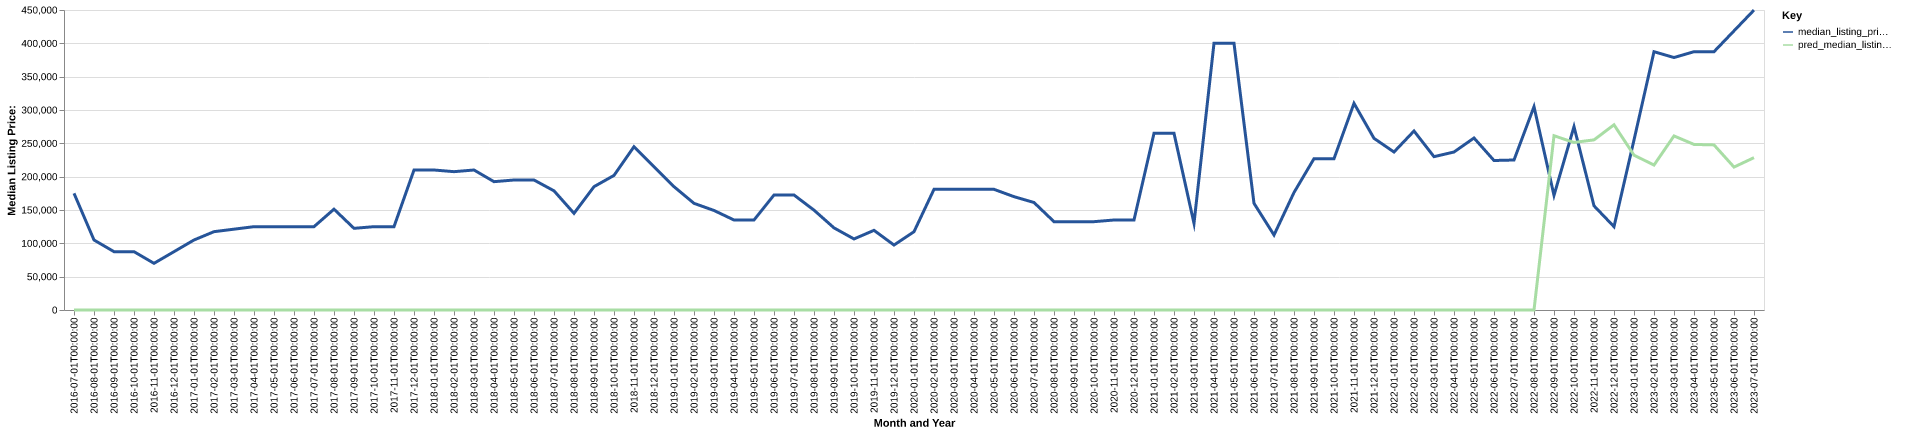 450,000
400,000
350,000
300,000
250,000
200,000
150,000
100,000
50,000
0
Median Listing Price:
2016-07-01T00:00:00
2016-08-01T00:00:00
2016-09-01T00:00:00
2016-10-01T00:00:00
2016-11-01T00:00:00
2016-12-01T00:00:00
2017-01-01T00:00:00
2017-02-01T00:00:00
2017-03-01T00:00:00
2017-04-01T00:00:00
2017-05-01T00:00:00
2017-06-01T00:00:00
2017-07-01T00:00:00
2017-08-01T00:00:00
2017-09-01T00:00:00
2017-10-01T00:00:00
2017-11-01T00:00:00
2017-12-01T00:00:00
2018-01-01T00:00:00
2018-02-01T00:00:00
2018-03-01T00:00:00
2018-04-01T00:00:00
2018-05-01T00:00:00
2018-06-01T00:00:00
2018-07-01T00:00:00
2018-08-01T00:00:00
2018-09-01T00:00:00
2018-10-01T00:00:00
2018-11-01T00:00:00
2018-12-01T00:00:00
2019-01-01T00:00:00
2019-02-01T00:00:00
2019-03-01T00:00:00
2019-04-01T00:00:00
2019-05-01T00:00:00
2019-06-01T00:00:00
2019-07-01T00:00:00
2019-08-01T00:00:00
2019-09-01T00:00:00
2019-10-01T00:00:00
2019-11-01T00:00:00
2019-12-01T00:00:00
2020-01-01T00:00:00
2020-02-01T00:00:00
2020-03-01T00:00:00
2020-04-01T00:00:00
2020-05-01T00:00:00
2020-06-01T00:00:00
2020-07-01T00:00:00
2020-08-01T00:00:00
2020-09-01T00:00:00
2020-10-01T00:00:00
2020-11-01T00:00:00
2020-12-01T00:00:00
2021-01-01T00:00:00
2021-02-01T00:00:00
2021-03-01T00:00:00
2021-04-01T00:00:00
2021-05-01T00:00:00
2021-06-01T00:00:00
2021-07-01T00:00:00
2021-08-01T00:00:00
2021-09-01T00:00:00
2021-10-01T00:00:00
2021-11-01T00:00:00
2021-12-01T00:00:00
2022-01-01T00:00:00
2022-02-01T00:00:00
2022-03-01T00:00:00
2022-04-01T00:00:00
2022-05-01T00:00:00
2022-06-01T00:00:00
2022-07-01T00:00:00
2022-08-01T00:00:00
2022-09-01T00:00:00
2022-10-01T00:00:00
2022-11-01T00:00:00
2022-12-01T00:00:00
2023-01-01T00:00:00
2023-02-01T00:00:00
2023-03-01T00:00:00
2023-04-01T00:00:00
2023-05-01T00:00:00
2023-06-01T00:00:00
2023-07-01T00:00:00
Month and Year
Key
median_listing_pri…
pred_median_listin…